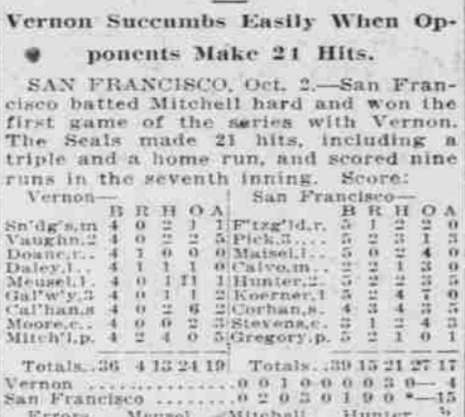 Vernon Succumbs Easily When Op-
ponents Make 21 Hits.
SAN FRANCISCO, Oct. 2.—San Fran-
cisco batted Mitchell hard and won the
first game of the series with Vernon.
The Seals made 21 hits, including a
triple and a home run, and scored nine
runs in the seventh inning. Score:
Vernon— San Francisco—
B R H O A B R H O A
Sn'dg's,m 4 0 2 1 1 F'tzg'ld,r. 5 1 2 2 0
Vaughn,2 4 0 2 2 5 Pick,3.... 5 2 3 1 3
Doane,r.. 4 1 0 0 0 Maisel,l.. 5 0 2 4 0
Daley,l.. 4 1 1 1 0 Calvo,m.. 2 2 1 3 0
Meusel,1. 4 0 1 11 1 Hunter,2. 5 2 2 3 5
Gal'w'y,3 4 0 1 1 2 Koerner,1 5 2 4 7 0
Cal'han,s 4 0 2 6 2 Corhan,s. 4 3 4 3 5
Moore,c.. 4 0 0 2 3 Stevens,c. 3 1 2 4 3
Mitch'l,p. 4 2 4 0 5 Gregory,p 5 2 1 0 1
Totals..36 4 13 24 19 Totals..39 15 21 27 17
Vernon ............ 0 0 1 0 0 0 0 3 0— 4
San Francisco ..... 0 2 0 3 0 1 9 0 *—15
Errors—Meusel, Mitchell, Hunter